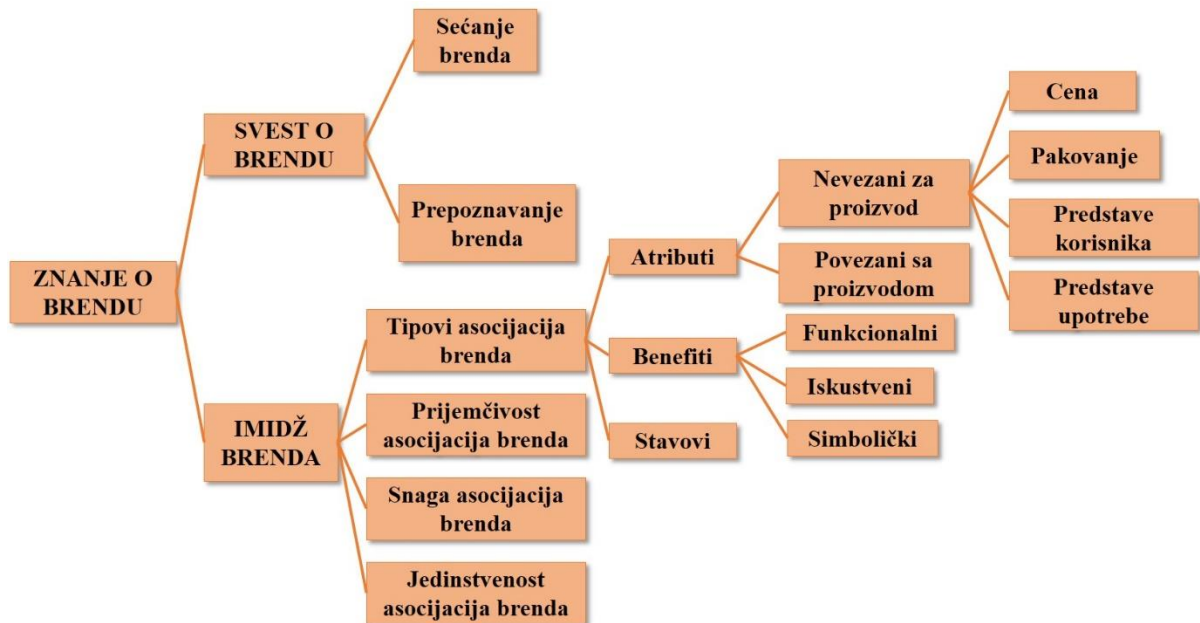 Sećanje
brenda
SVEST O
BRENDU
Prepoznavanje
brenda
ZNANJE O
BRENDU
IMIDŽ
BRENDA
Tipovi asocijacija
brenda
Prijemčivost
asocijacija brenda
Snaga asocijacija
brenda
Jedinstvenost
asocijacija brenda
Atributi
Benefiti
Stavovi
Nevezani za
proizvod
Povezani sa
proizvodom
Funkcionalni
Iskustveni
Simbolički
Cena
Pakovanje
Predstave
korisnika
Predstave
upotrebe